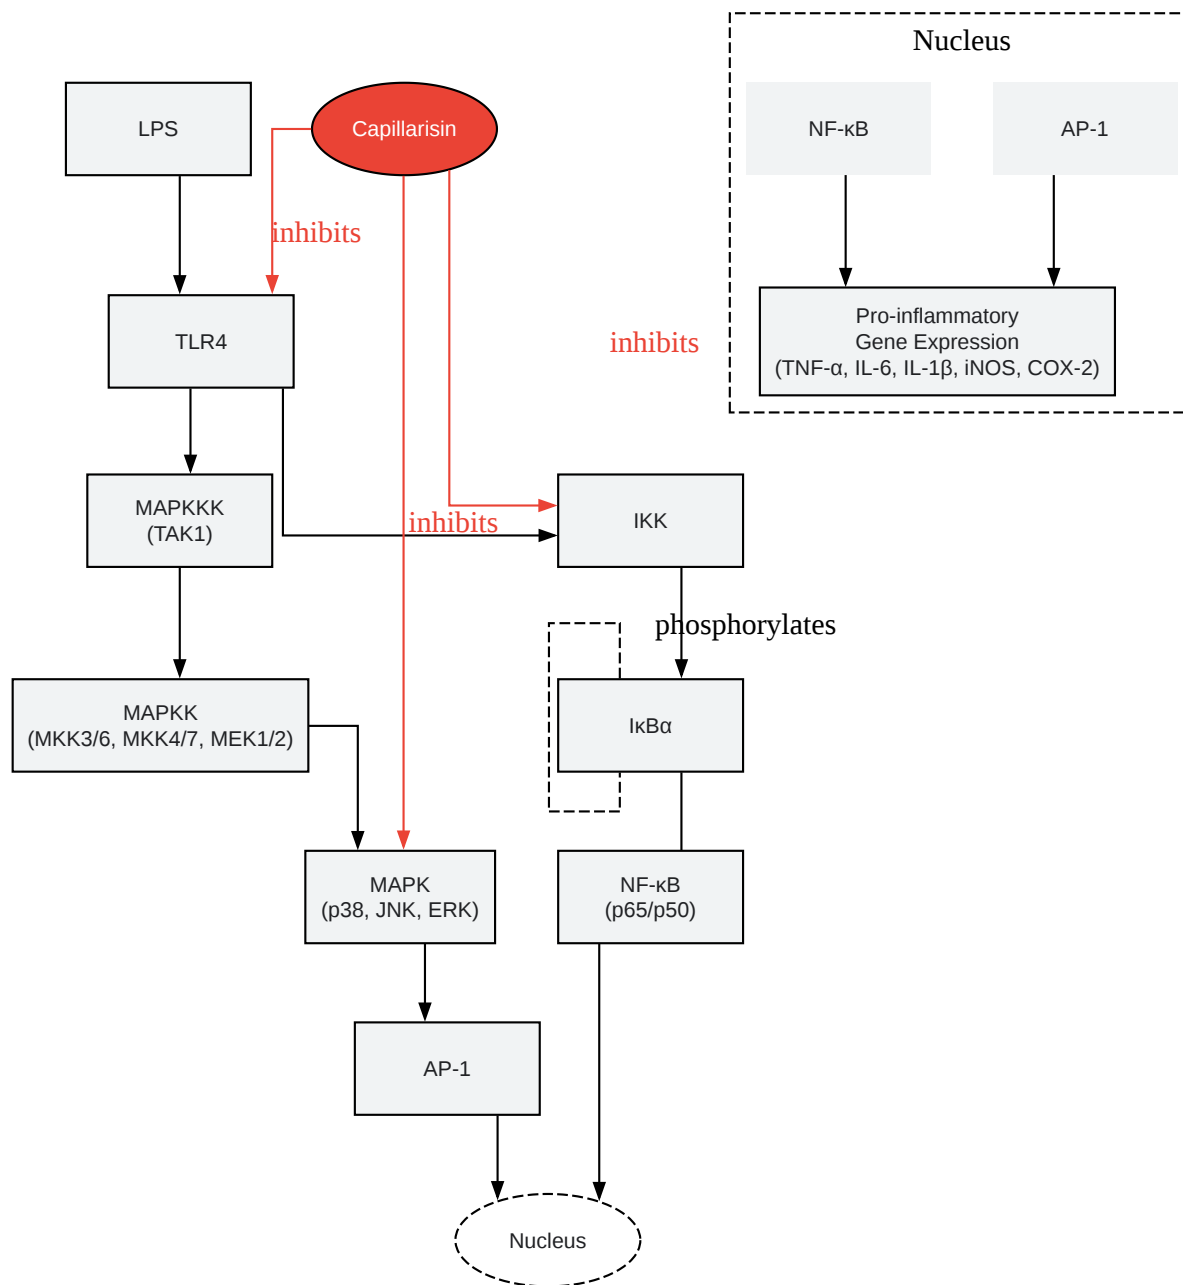 Nucleus
LPS
Capillarisin
NF-κB
AP-1
inhibits
TLR4
inhibits
Pro-inflammatory
Gene Expression
(TNF-α, IL-6, IL-1β, iNOS, COX-2)
MAPKKK
(TAK1)
inhibits
IKK
phosphorylates
MAPKK
(MKK3/6, MKK4/7, MEK1/2)
IκBα
MAPK
(p38, JNK, ERK)
NF-κB
(p65/p50)
AP-1
Nucleus